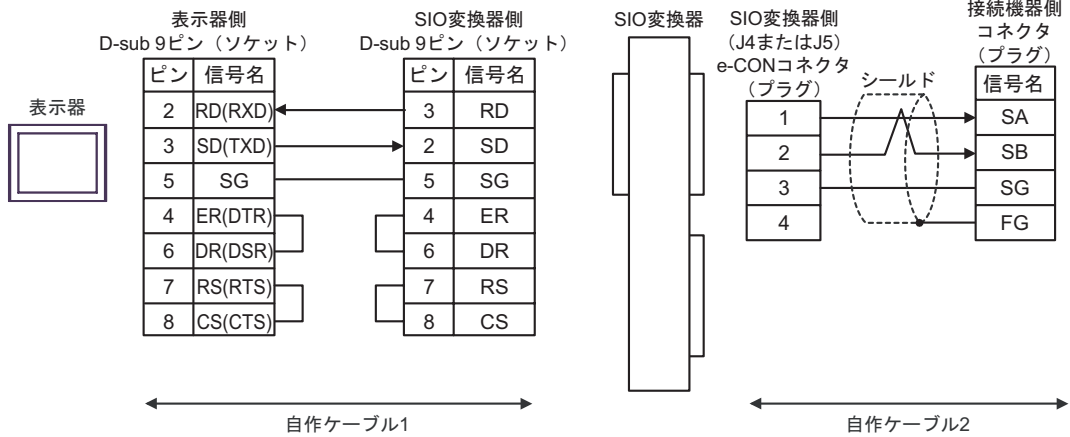 表示器
表示器側
D-sub 9ピン（ソケット）
ピン 信号名
2 RD(RXD)
3 SD(TXD)
5 SG
4 ER(DTR)
6 DR(DSR)
7 RS(RTS)
8 CS(CTS)
SIO変換器側
D-sub 9ピン（ソケット）
ピン 信号名
3 RD
2 SD
5 SG
4 ER
6 DR
7 RS
8 CS
自作ケーブル1
SIO変換器
SIO変換器側
（J4またはJ5）
e-CONコネクタ
（プラグ）
1
2
3
4
シールド
接続機器側
コネクタ
（プラグ）
信号名
SA
SB
SG
FG
自作ケーブル2